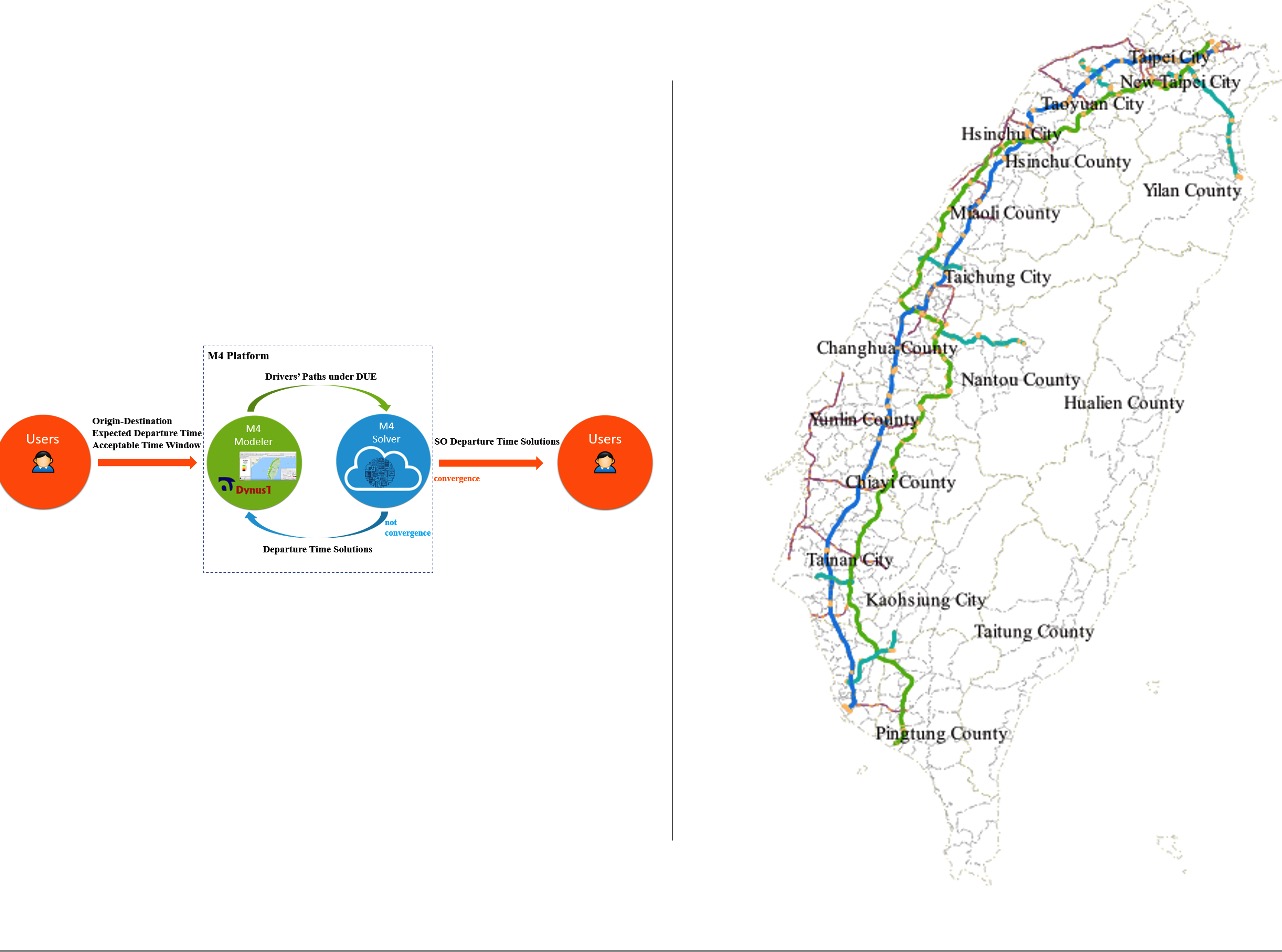 M4 Platform
Drivers' Paths under DUE
Users
Origin-Destination
Expected Departure Time
Acceptable Time Window
M4
Modeler
DynusT
M4
Solver
SO Departure Time Solutions
convergence
Users
not
convergence
Departure Time Solutions
Taipei City
New Taipei City
Taoyuan City
Hsinchu City
Hsinchu County
Yilan County
Miaoli County
Taichung City
Changhua County
Nantou County
Hualien County
Yunlin County
Chiayi County
Tainan City
Kaohsiung City
Taitung County
Pingtung County